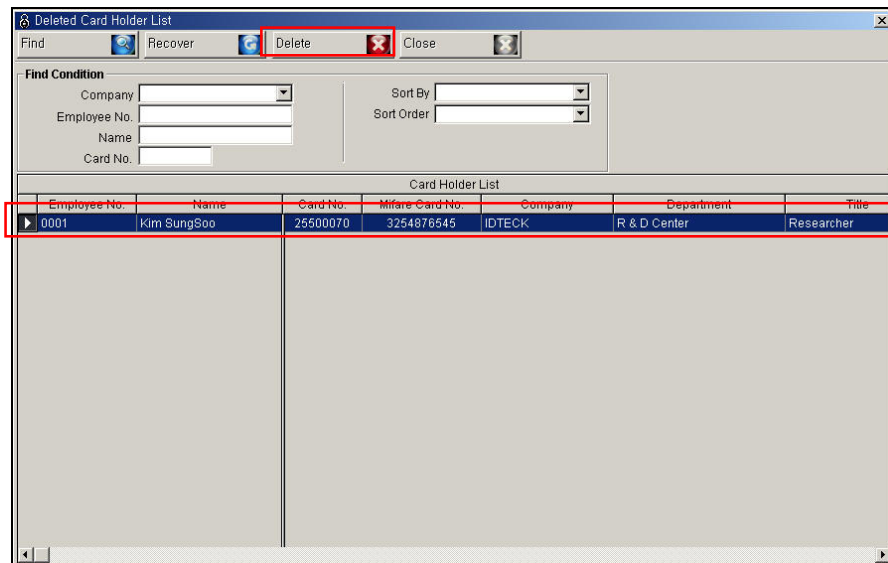 Deleted Card Holder List
Find Recover Delete Close
Find Condition
Company Sort By
Employee No. Sort Order
Name
Card No.
Card Holder List
Employee No. Name Card No. Mifare Card No. Company Department Title
0001 Kim SungSoo 25500070 3254876545 IDTECK R & D Center Researcher